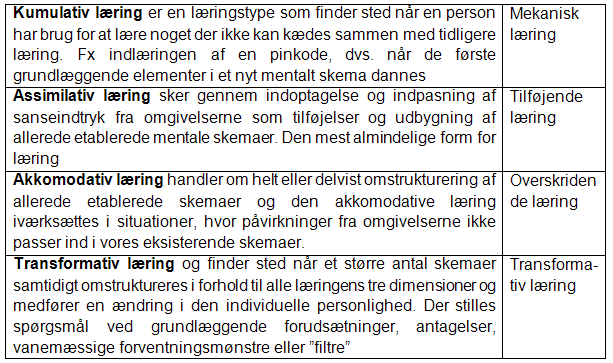 Kumulativ læring er en læringstype som finder sted når en person
har brug for at lære noget der ikke kan kædes sammen med tidligere
læring. Fx indlæringen af en pinkode, dvs. når de første
grundlæggende elementer i et nyt mentalt skema dannes
Mekanisk
læring
Assimilativ læring sker gennem indoptagelse og indpasning af
sanseindtryk fra omgivelserne som tilføjelser og udbygning af
allerede etablerede mentale skemaer. Den mest almindelige form for
læring
Tilføjende
læring
Akkomodativ læring handler om helt eller delvist omstrukturering af
allerede etablerede skemaer og den akkomodative læring
iværksættes i situationer, hvor påvirkninger fra omgivelserne ikke
passer ind i vores eksisterende skemaer.
Overskriden
de læring
Transformativ læring og finder sted når et større antal skemaer
samtidigt omstruktureres i forhold til alle læringens tre dimensioner og
medfører en ændring i den individuelle personlighed. Der stilles
spørgsmål ved grundlæggende forudsætninger, antagelser,
vanemæssige forventningsmønstre eller ”filtre”
Transforma-
tiv læring